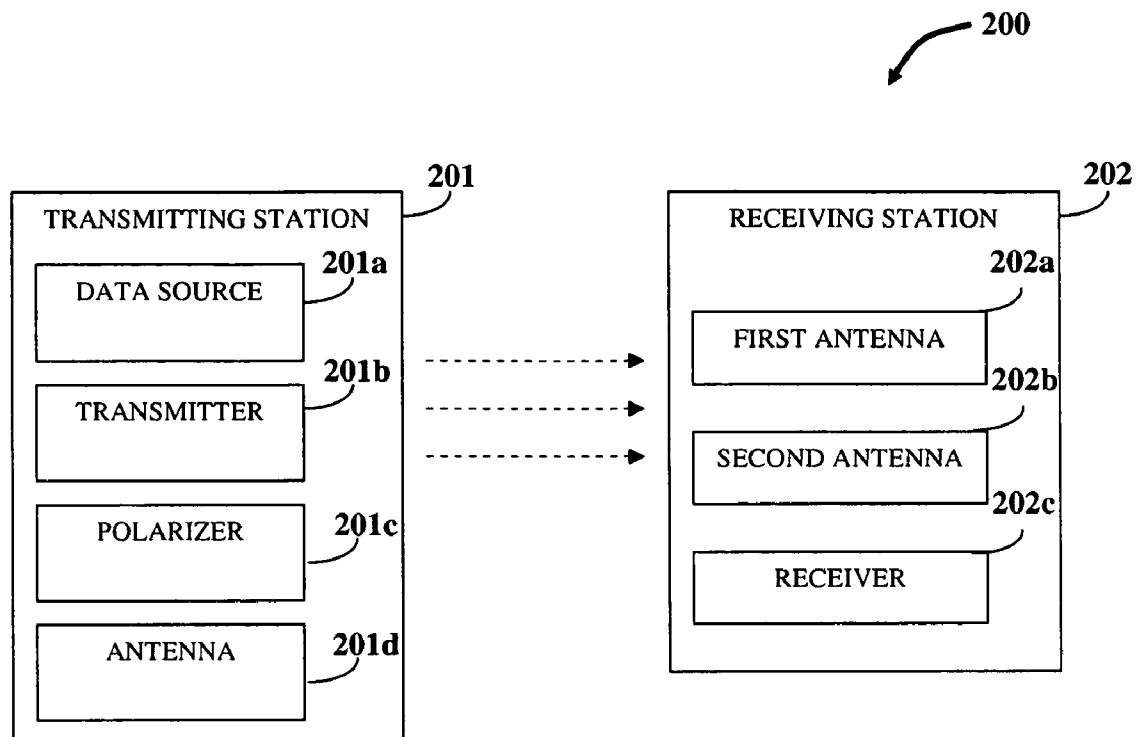 200
201
TRANSMITTING STATION
201a
DATA SOURCE
201b
TRANSMITTER
201c
POLARIZER
201d
ANTENNA
202
RECEIVING STATION
202a
FIRST ANTENNA
202b
SECOND ANTENNA
202c
RECEIVER